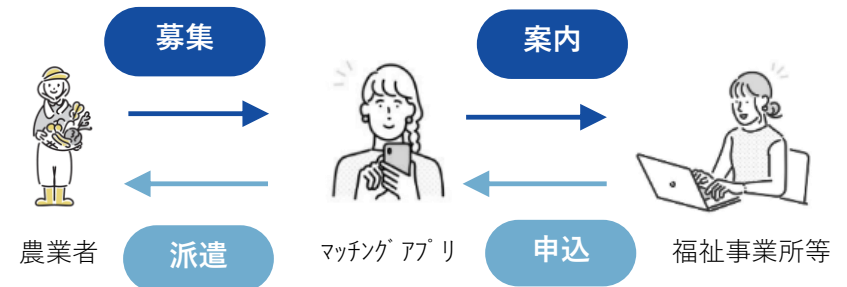 募集
案内
農業者
派遣
ﾏｯﾁﾝｸﾞｱﾌﾟﾘ
申込
福祉事業所等